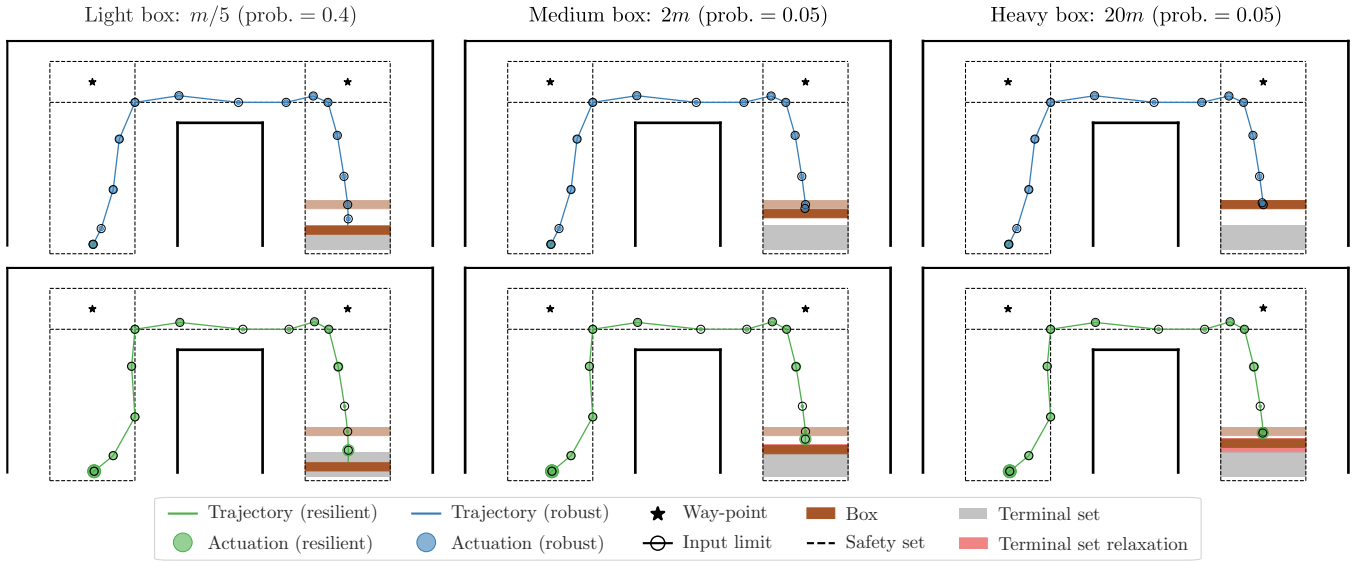 Light box: m/5 (prob. = 0.4)
Medium box: 2m (prob. = 0.05)
Heavy box: 20m (prob. = 0.05)
Trajectory (resilient)
Trajectory (robust)
Way-point
Box
Terminal set
Actuation (resilient)
Actuation (robust)
Input limit
Safety set
Terminal set relaxation